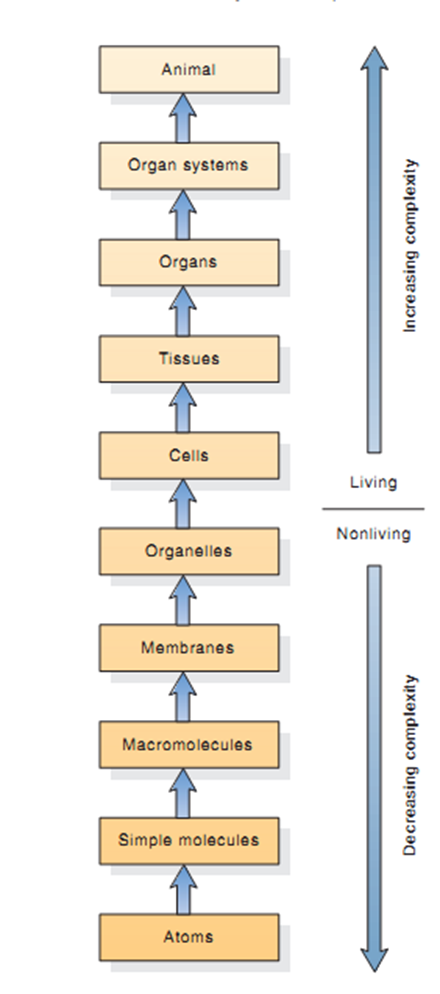 Animal
Organ systems
Organs
Tissues
Cells
Organelles
Membranes
Macromolecules
Simple molecules
Atoms
Increasing complexity
Living
Nonliving
Decreasing complexity